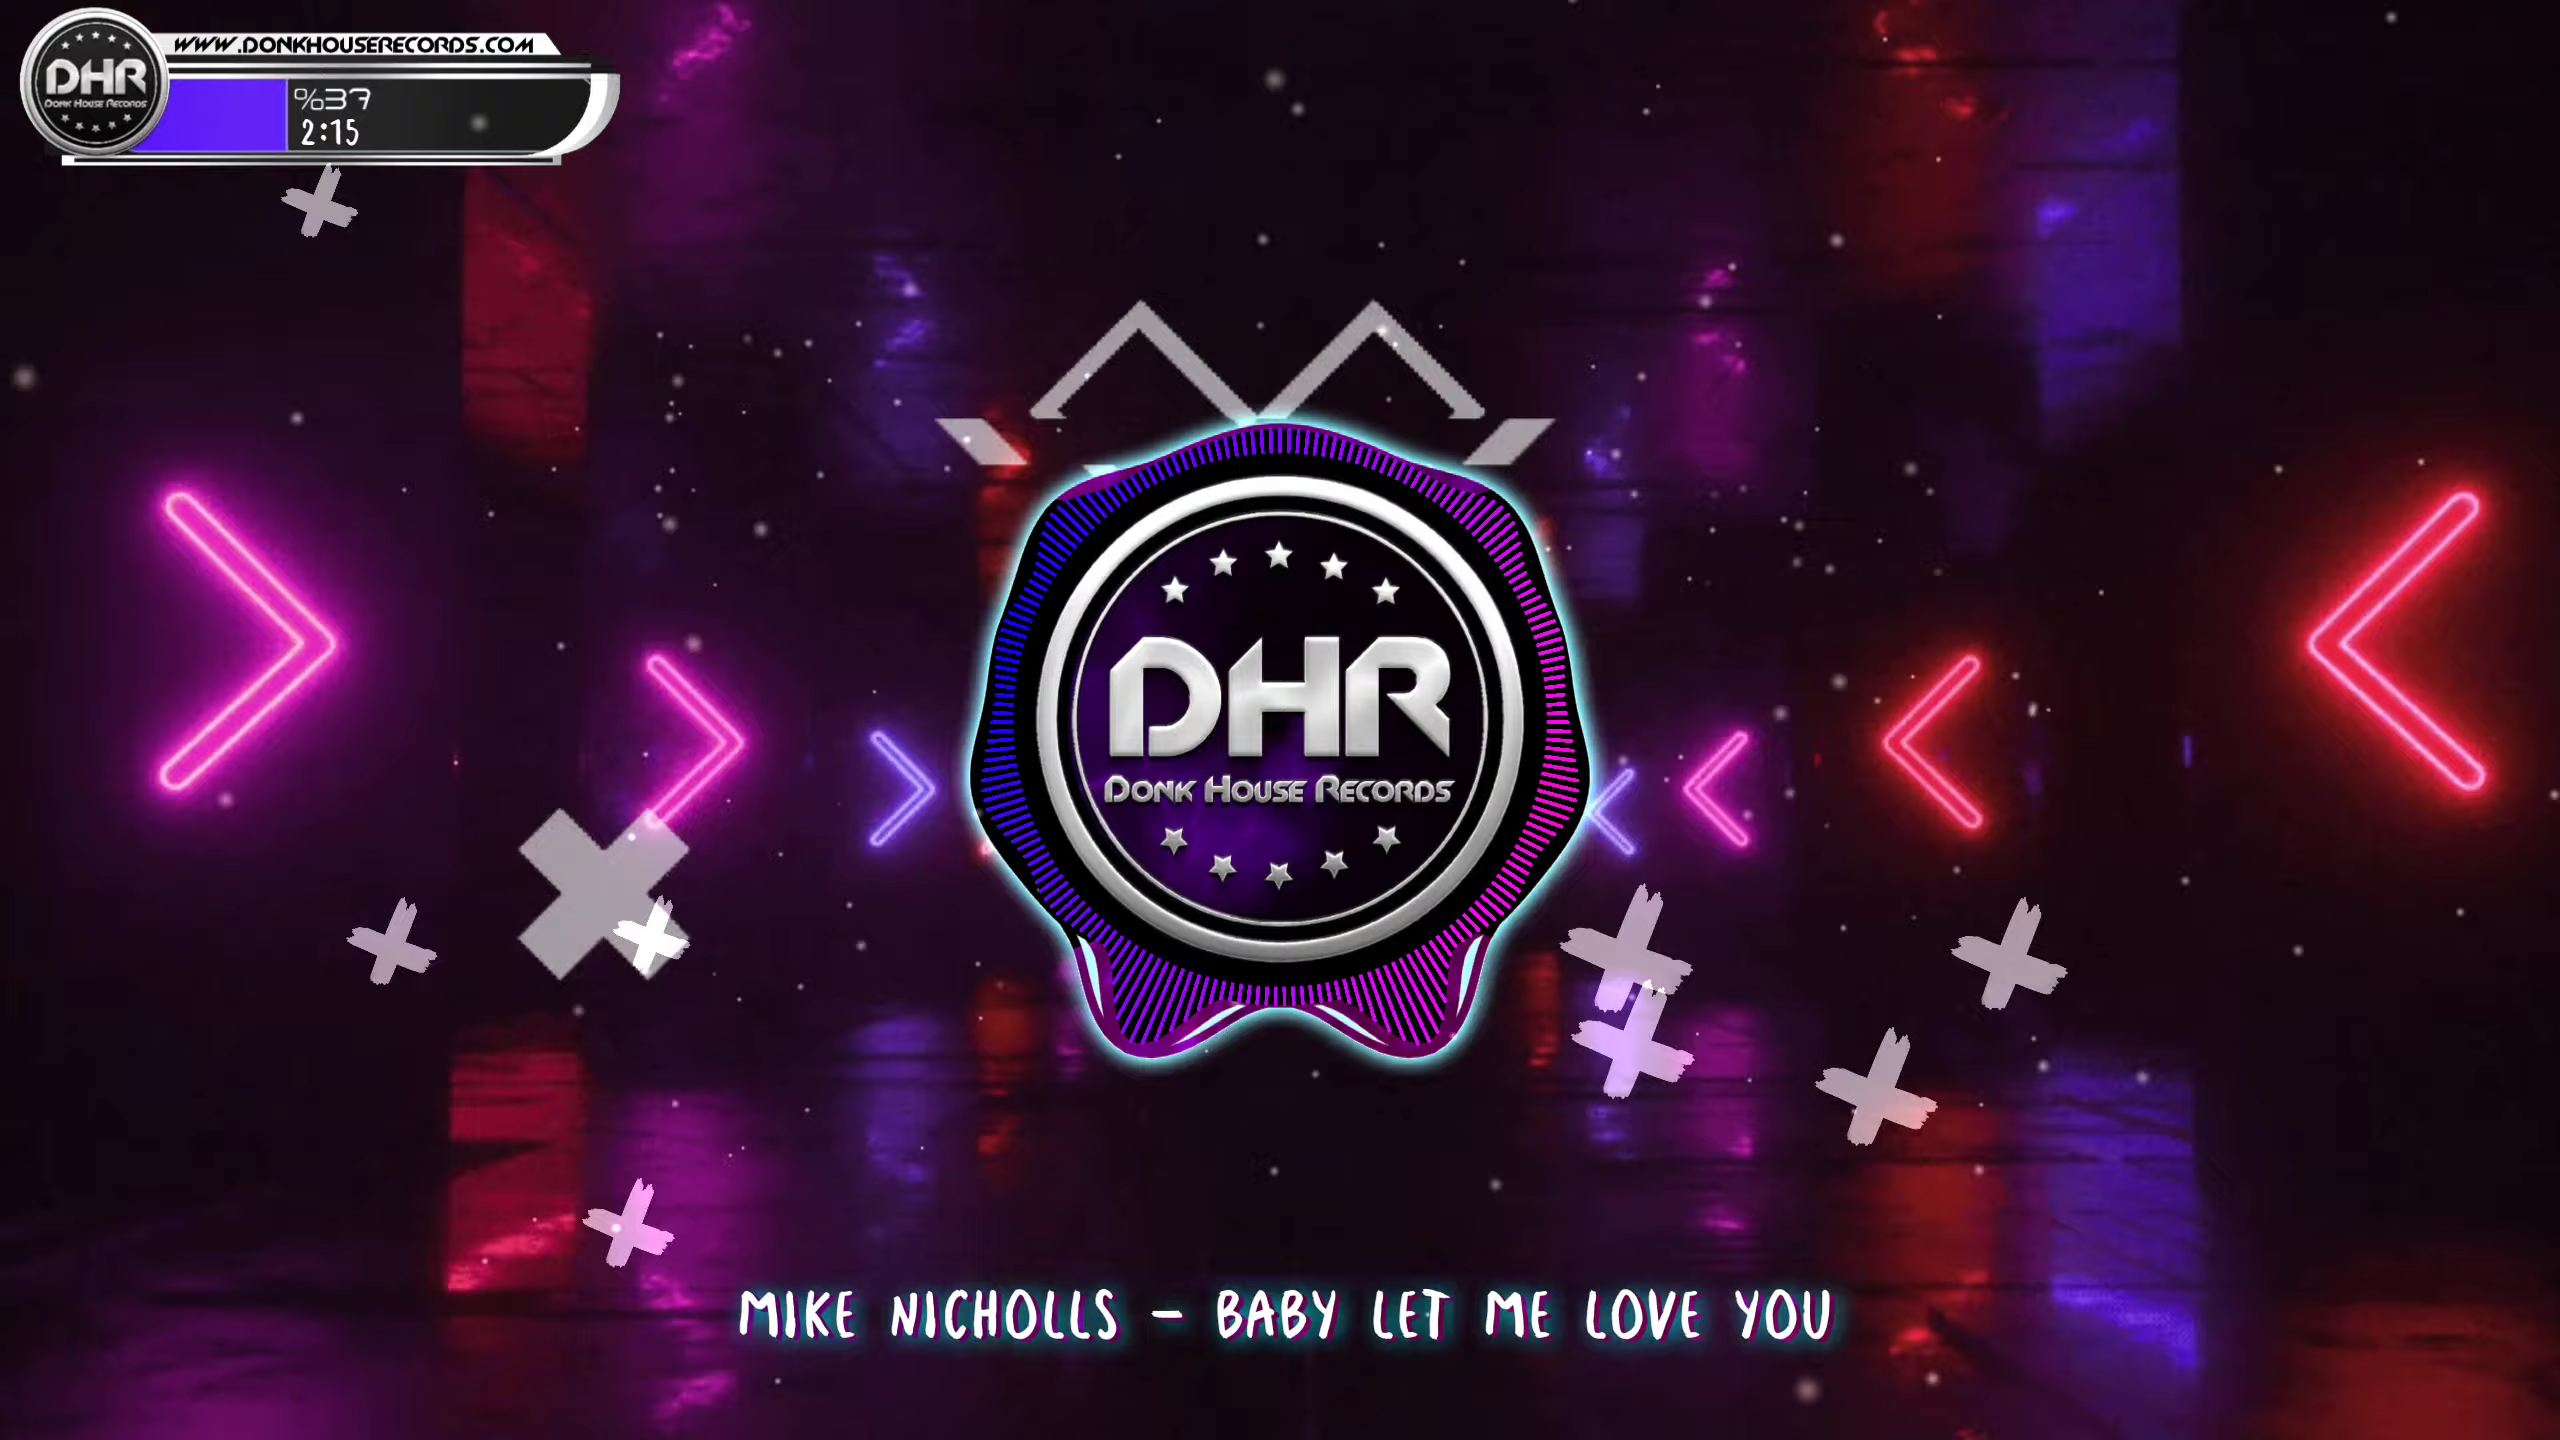 WWW.DONKHOUSERECORDS.COM
DHR
DONK HOUSE RECORDS
%37
2:15
DHR
DONK HOUSE RECORDS
MIKE NICHOLLS - BABY LET ME LOVE YOU